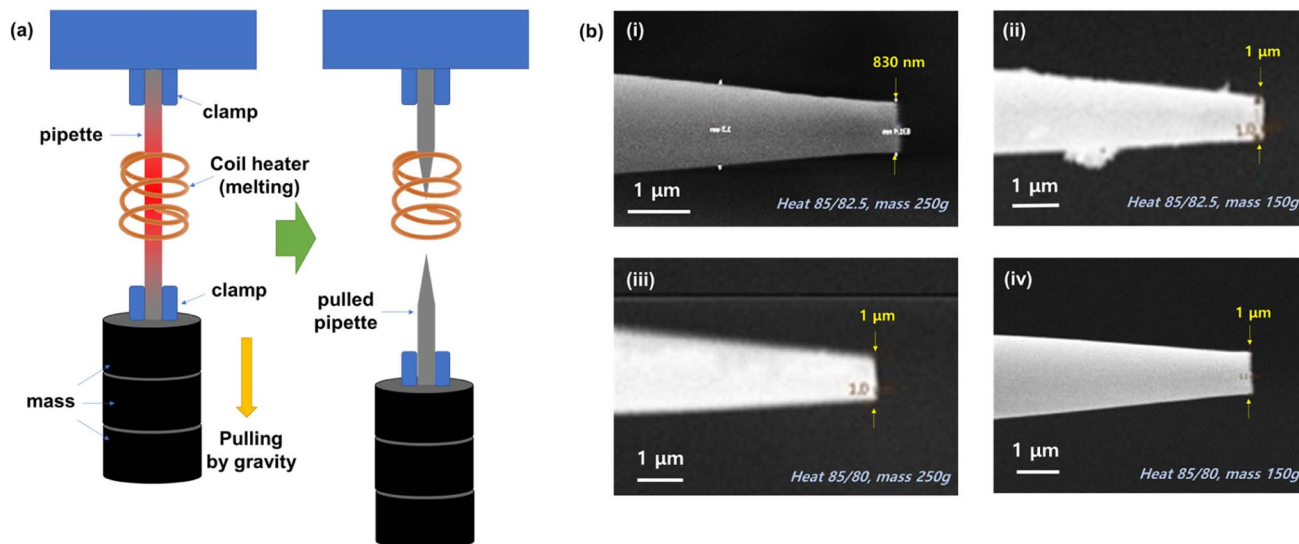 (a)
clamp
pipette
Coil heater
(melting)
clamp
mass
Pulling
by gravity
pulled
pipette
(b)
(i)
830 nm
1 μm
Heat 85/82.5, mass 250g
(ii)
1 μm
1 μm
Heat 85/82.5, mass 150g
(iii)
1 μm
1.0
1 μm
Heat 85/80, mass 250g
(iv)
1 μm
1 μm
Heat 85/80, mass 150g